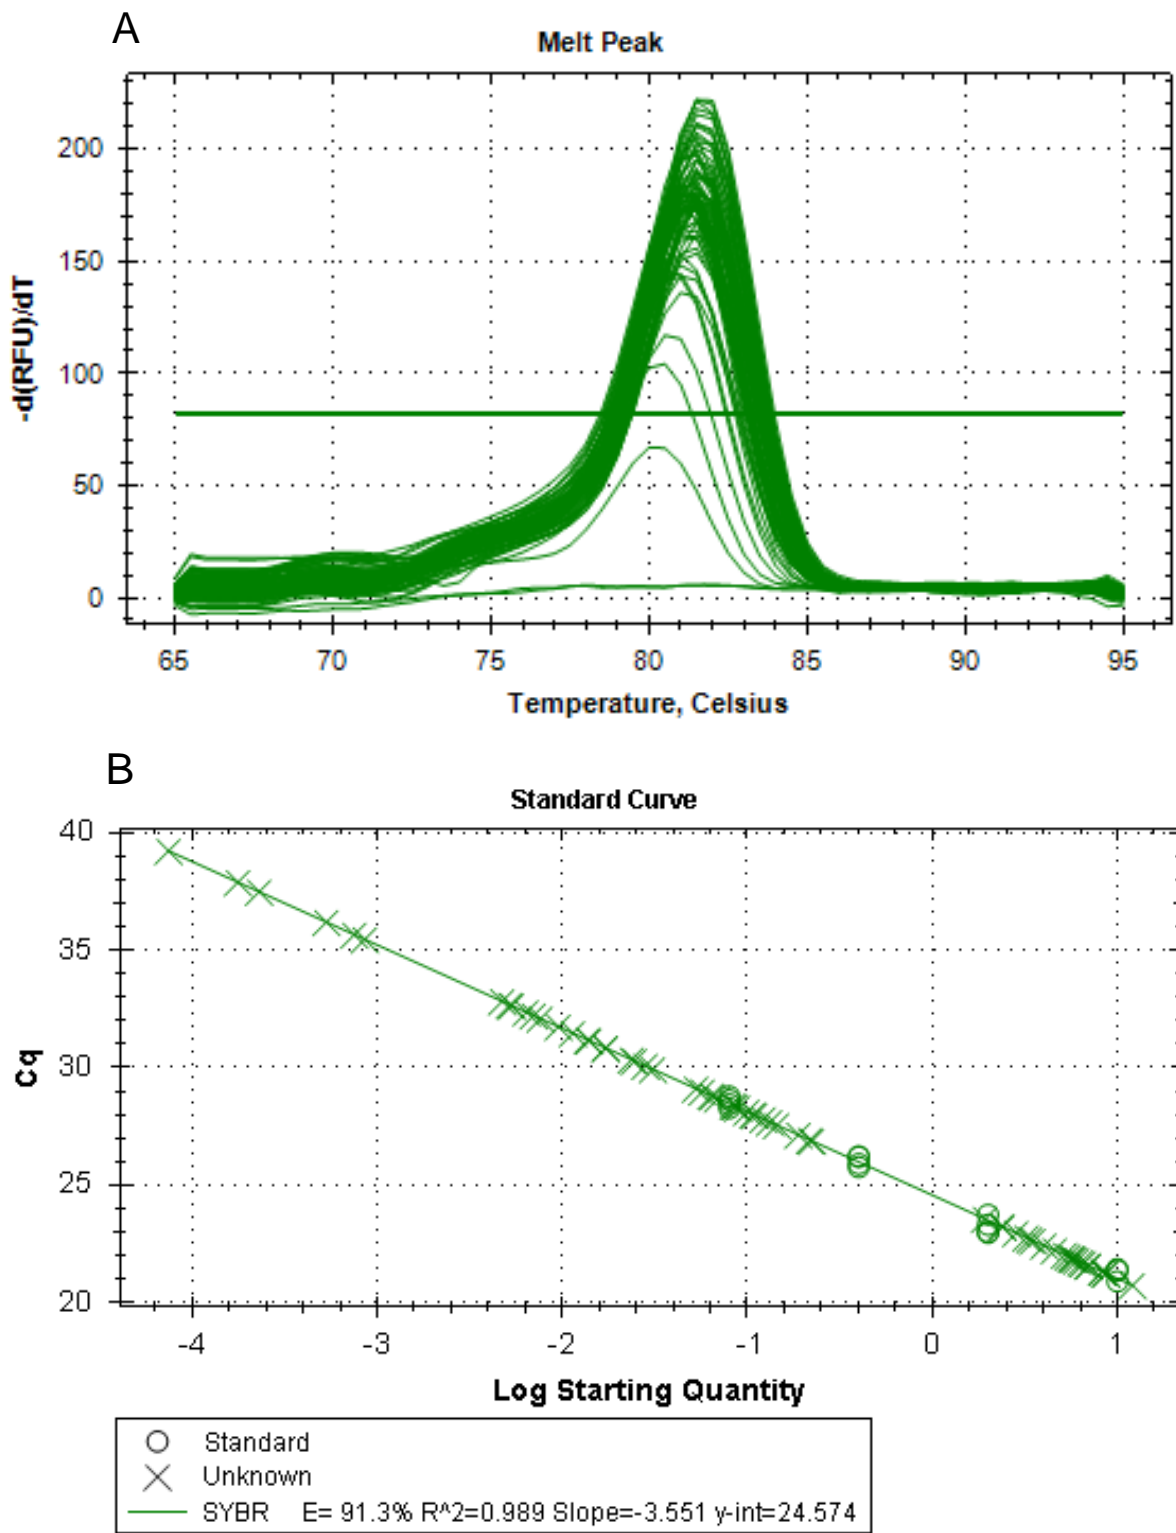 A
Melt Peak
-d(RFU)/dT
200
150
100
50
0
65 70 75 80 85 90 95
Temperature, Celsius
B
Standard Curve
Cq
40
35
30
25
20
-4 -3 -2 -1 0 1
Log Starting Quantity
Standard
Unknown
SYBR E= 91.3% R^2=0.989 Slope=-3.551 y-int=24.574